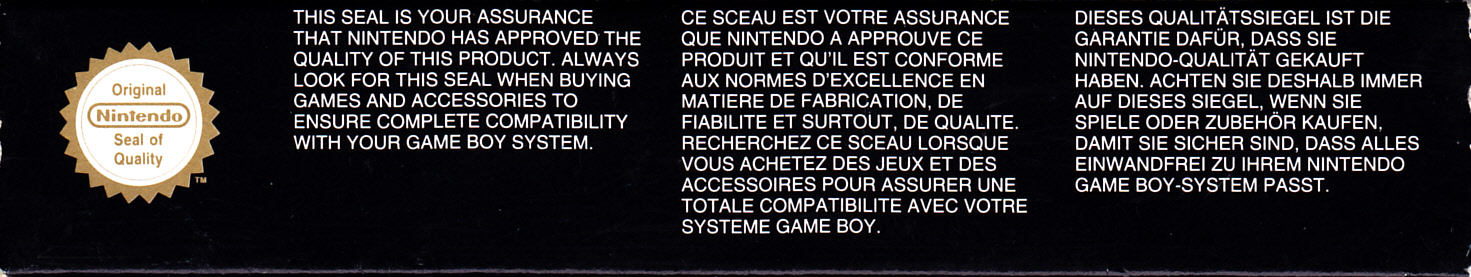 Original
Nintendo
Seal of
Quality
TM
THIS SEAL IS YOUR ASSURANCE
THAT NINTENDO HAS APPROVED THE
QUALITY OF THIS PRODUCT. ALWAYS
LOOK FOR THIS SEAL WHEN BUYING
GAMES AND ACCESSORIES TO
ENSURE COMPLETE COMPATIBILITY
WITH YOUR GAME BOY SYSTEM.
CE SCEAU EST VOTRE ASSURANCE
QUE NINTENDO A APPROUVE CE
PRODUIT ET QU'IL EST CONFORME
AUX NORMES D'EXCELLENCE EN
MATIERE DE FABRICATION, DE
FIABILITE ET SURTOUT, DE QUALITE.
RECHERCHEZ CE SCEAU LORSQUE
VOUS ACHETEZ DES JEUX ET DES
ACCESSOIRES POUR ASSURER UNE
TOTALE COMPATIBILITE AVEC VOTRE
SYSTEME GAME BOY.
DIESES QUALITÄTSSIEGEL IST DIE
GARANTIE DAFÜR, DASS SIE
NINTENDO-QUALITÄT GEKAUFT
HABEN. ACHTEN SIE DESHALB IMMER
AUF DIESES SIEGEL, WENN SIE
SPIELE ODER ZUBEHÖR KAUFEN,
DAMIT SIE SICHER SIND, DASS ALLES
EINWANDFREI ZU IHREM NINTENDO
GAME BOY-SYSTEM PASST.